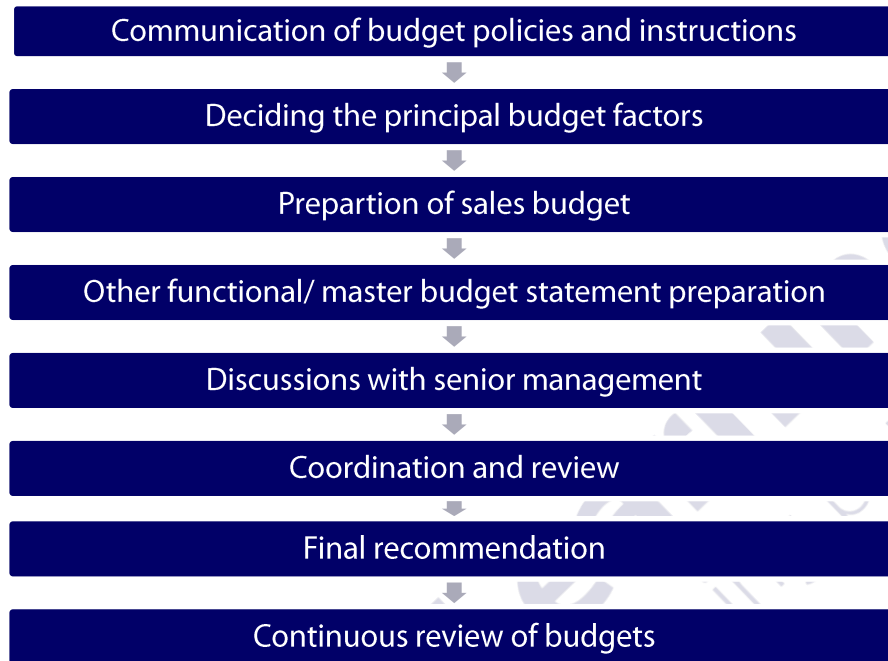 Communication of budget policies and instructions
Deciding the principal budget factors
Prepartion of sales budget
Other functional/ master budget statement preparation
Discussions with senior management
Coordination and review
Final recommendation
Continuous review of budgets